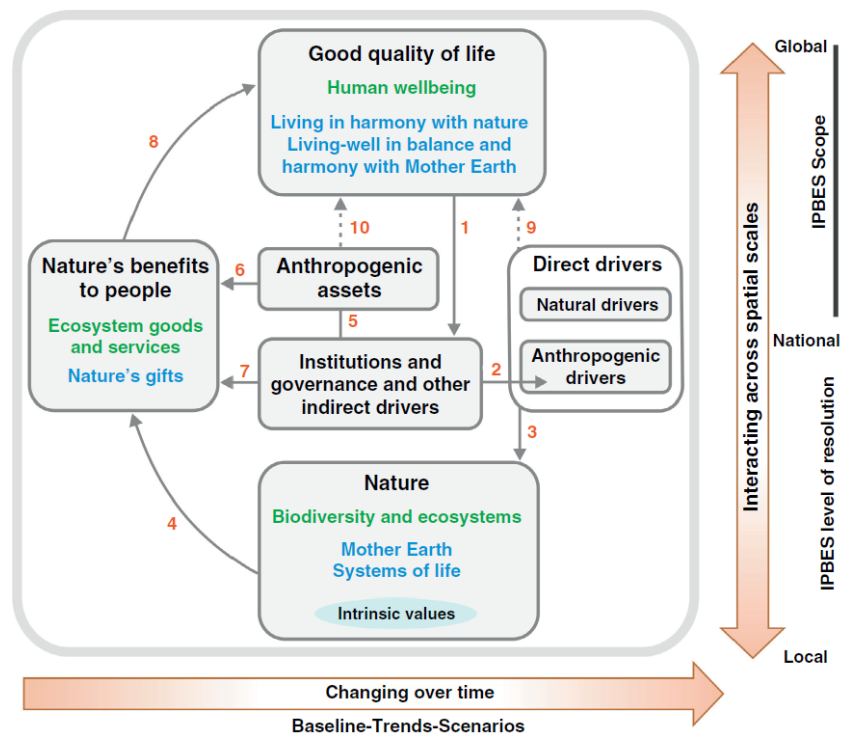 Good quality of life
Human wellbeing
Living in harmony with nature
Living-well in balance and
harmony with Mother Earth
8
10
1
9
Nature's benefits
to people
Ecosystem goods
and services
Nature's gifts
6
Anthropogenic
assets
5
Direct drivers
Natural drivers
Anthropogenic
drivers
7
Institutions and
governance and other
indirect drivers
2
3
4
Nature
Biodiversity and ecosystems
Mother Earth
Systems of life
Intrinsic values
Global
National
Local
Interacting across spatial scales
IPBES Scope
IPBES level of resolution
Changing over time
Baseline-Trends-Scenarios